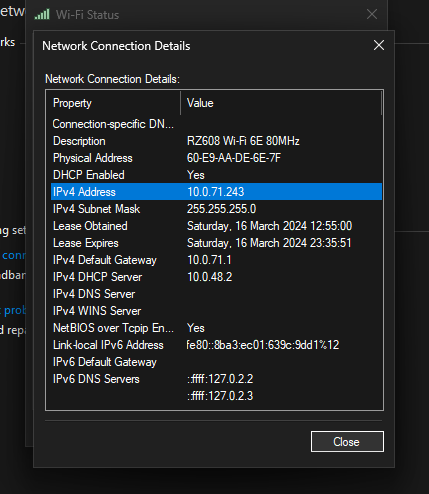 etw
Wi-Fi Status
rks
Network Connection Details
Network Connection Details:
Property Value
Connection-specific DN...
Description RZ608 Wi-Fi 6E 80MHz
Physical Address 60-E9-AA-DE-6E-7F
DHCP Enabled Yes
IPv4 Address 10.0.71.243
IPv4 Subnet Mask 255.255.255.0
Lease Obtained Saturday, 16 March 2024 12:55:00
Lease Expires Saturday, 16 March 2024 23:35:51
IPv4 Default Gateway 10.0.71.1
IPv4 DHCP Server 10.0.48.2
IPv4 DNS Server
IPv4 WINS Server
NetBIOS over Tcpip En... Yes
Link-local IPv6 Address fe80::8ba3:ec01:639c:9dd1%12
IPv6 Default Gateway
IPv6 DNS Servers ::ffff:127.0.2.2
::ffff:127.0.2.3
ng set
conn
adban
prob
d repa
Close